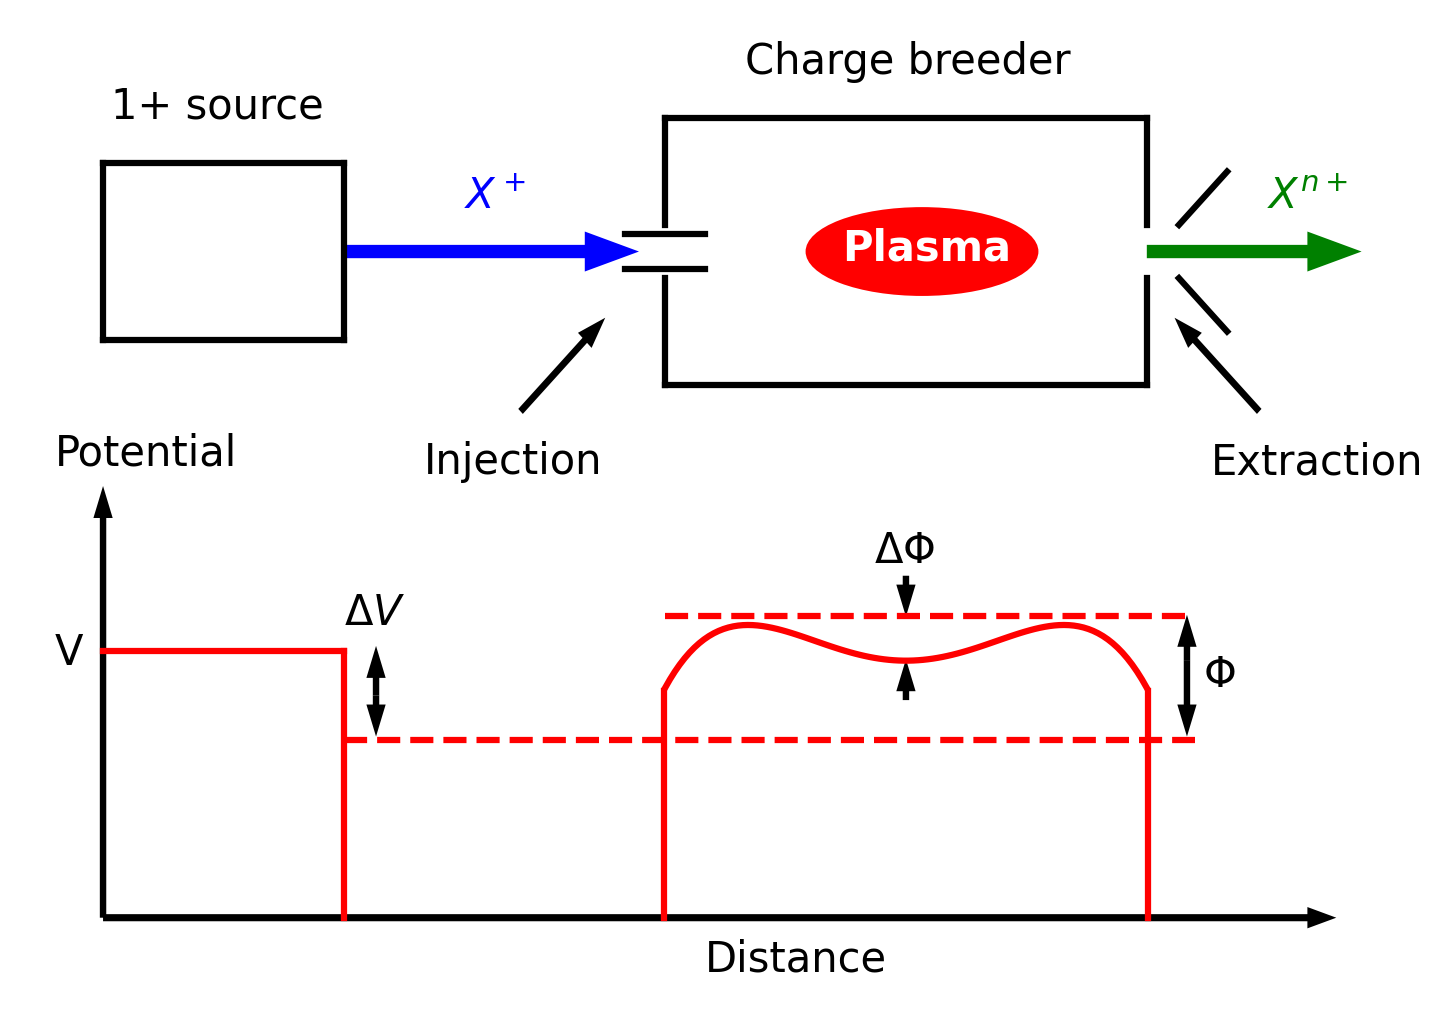 Charge breeder
1+ source
X⁺
Xⁿ⁺
Plasma
Potential
Injection
Extraction
ΔΦ
ΔV
V
Φ
Distance